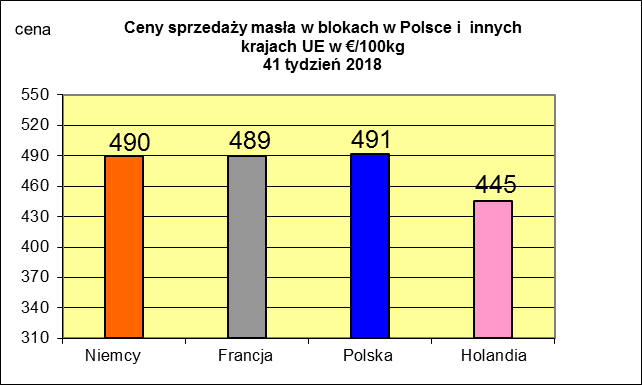 cena
Ceny sprzedaży masła w blokach w Polsce i  innych
krajach UE w €/100kg
41 tydzień 2018
550
520
490
460
430
400
370
340
310
490
489
491
445
Niemcy
Francja
Polska
Holandia